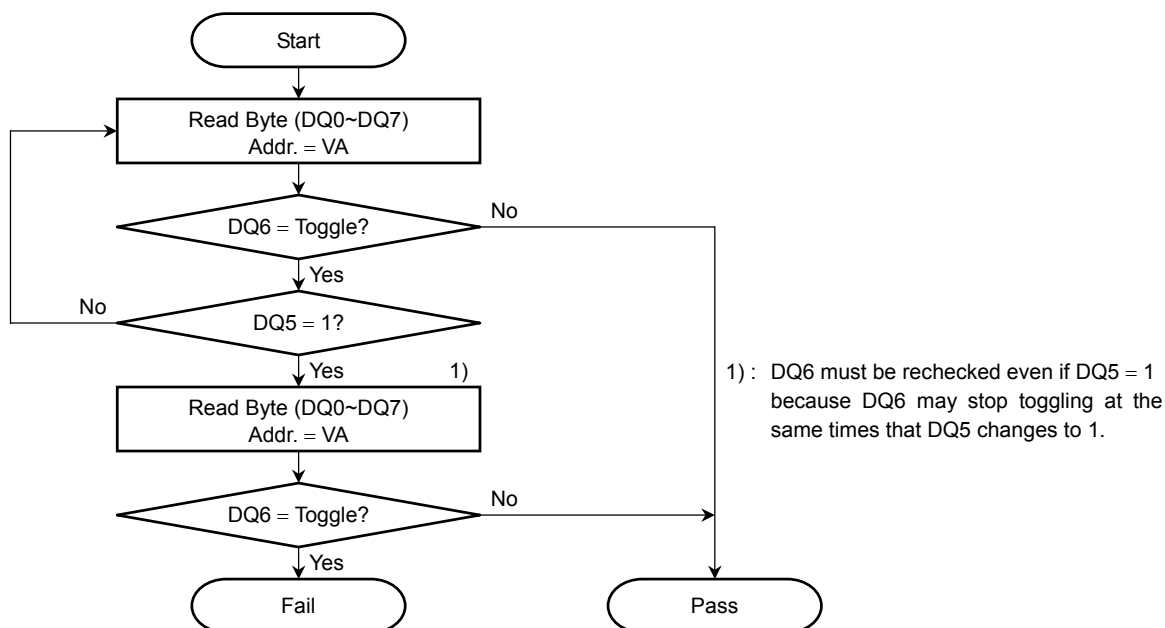 Start
Read Byte (DQ0~DQ7)
Addr. = VA
DQ6 = Toggle?
No
Yes
No
DQ5 = 1?
Yes
1)
Read Byte (DQ0~DQ7)
Addr. = VA
1) : DQ6 must be rechecked even if DQ5 = 1
because DQ6 may stop toggling at the
same times that DQ5 changes to 1.
DQ6 = Toggle?
No
Yes
Fail
Pass